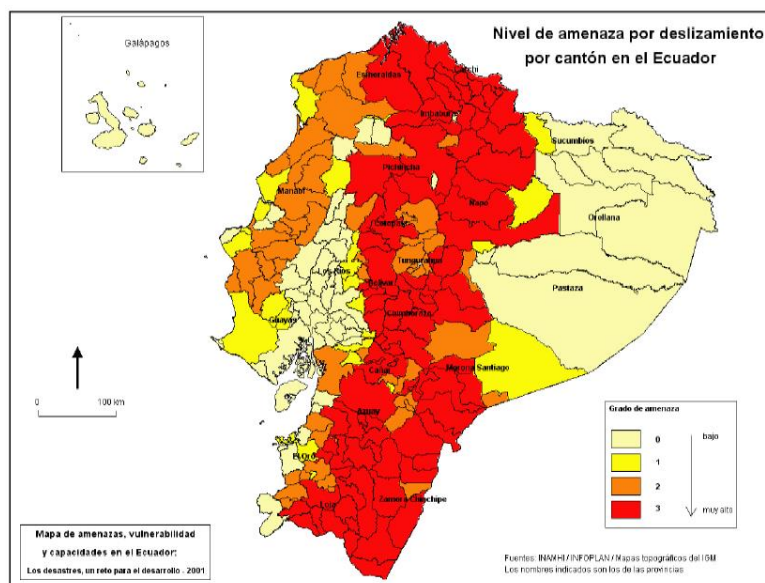 Nivel de amenaza por deslizamiento
por cantón en el Ecuador
Galápagos
Esmeraldas
Carchi
Imbabura
Sucumbíos
Pichincha
Manabí
Napo
Orellana
Cotopaxi
Tungurahua
Los Ríos
Bolívar
Pastaza
Chimborazo
Guayas
Cañar
Morona Santiago
Azuay
El Oro
Zamora Chinchipe
Loja
0 100 km
Grado de amenaza
0 bajo
1
2
3 muy alto
Mapa de amenazas, vulnerabilidad
y capacidades en el Ecuador:
Los desastres, un reto para el desarrollo - 2001
Fuentes: INAMHI / INFOPLAN / Mapas topográficos del IGM
Los nombres indicados son los de las provincias